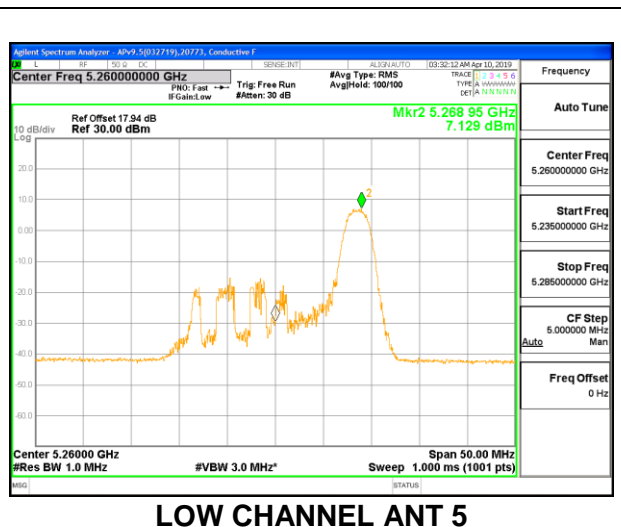 Agilent Spectrum Analyzer - APv9.5(032719),20773, Conductive F
L RF 50 Ω DC SENSE:INT ALIGN AUTO 03:32:12 AM Apr 10, 2019
Center Freq 5.260000000 GHz
PNO: Fast
IFGain:Low
Trig: Free Run
#Atten: 30 dB
#Avg Type: RMS
Avg|Hold: 100/100
TRACE 1 2 3 4 5 6
TYPE A WWWWW
DET A N N N N N
Frequency
Auto Tune
Center Freq
5.260000000 GHz
Start Freq
5.235000000 GHz
Stop Freq
5.285000000 GHz
CF Step
5.000000 MHz
Auto Man
Freq Offset
0 Hz
Mkr2 5.268 95 GHz
7.129 dBm
Ref Offset 17.94 dB
10 dB/div Ref 30.00 dBm
Log
20.0
10.0
0.00
-10.0
-20.0
-30.0
-40.0
-50.0
-60.0
2
Center 5.26000 GHz Span 50.00 MHz
#Res BW 1.0 MHz #VBW 3.0 MHz* Sweep 1.000 ms (1001 pts)
MSG STATUS
LOW CHANNEL ANT 5